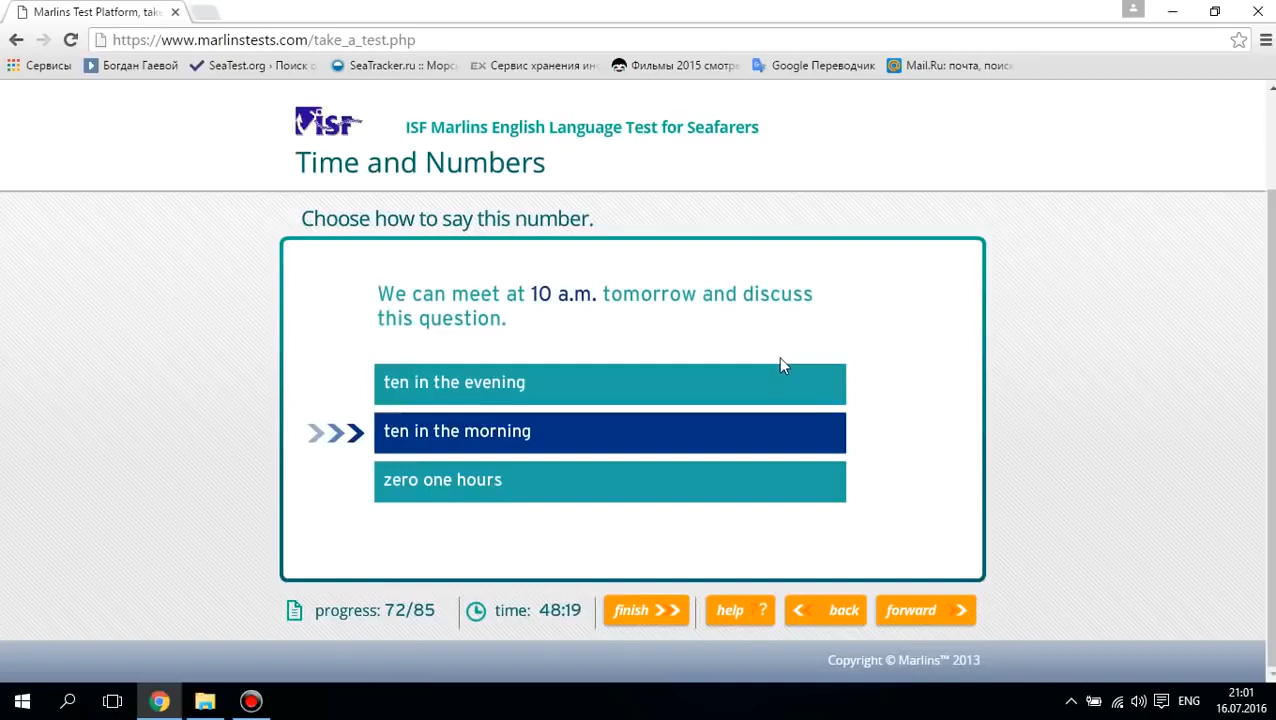 Marlins Test Platform, take
https://www.marlinstests.com/take_a_test.php
Сервисы Богдан Гаевой SeaTest.org › Поиск SeaTracker.ru :: Морс EX Сервис хранения ин Фильмы 2015 смотре Google Переводчик Mail.Ru: почта, поиск
ISF ISF Marlins English Language Test for Seafarers
Time and Numbers
Choose how to say this number.
We can meet at 10 a.m. tomorrow and discuss
this question.
ten in the evening
ten in the morning
zero one hours
progress: 72/85 time: 48:19 finish help ? back forward
Copyright © Marlins™ 2013
ENG 21:01
16.07.2016